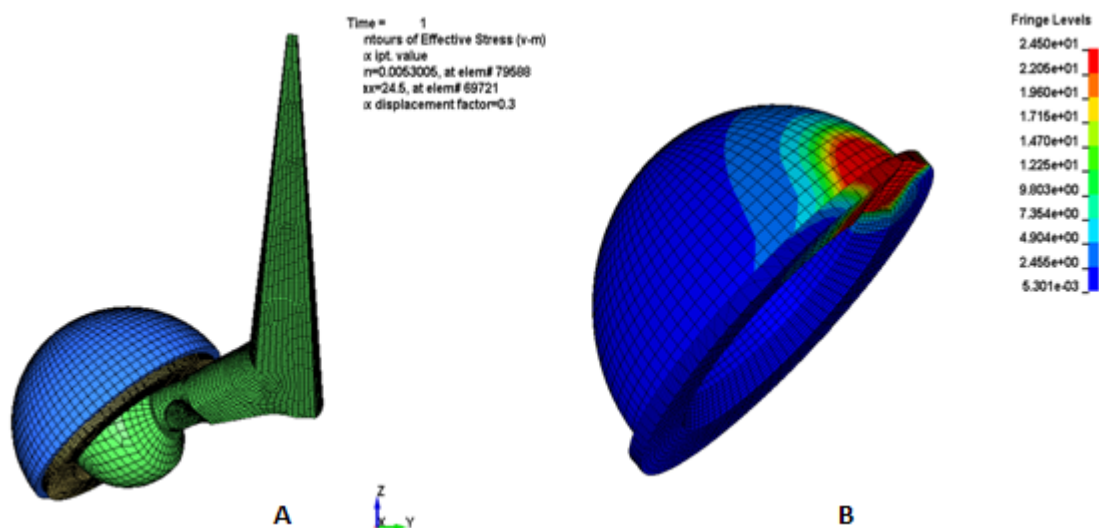 Time = 1
ntours of Effective Stress (v-m)
x ipt. value
n=0.0053005, at elem# 79588
xx=24.5, at elem# 69721
x displacement factor=0.3
Fringe Levels
2.450e+01
2.205e+01
1.960e+01
1.715e+01
1.470e+01
1.225e+01
9.803e+00
7.354e+00
4.904e+00
2.455e+00
5.301e-03
Z
X
Y
A
B